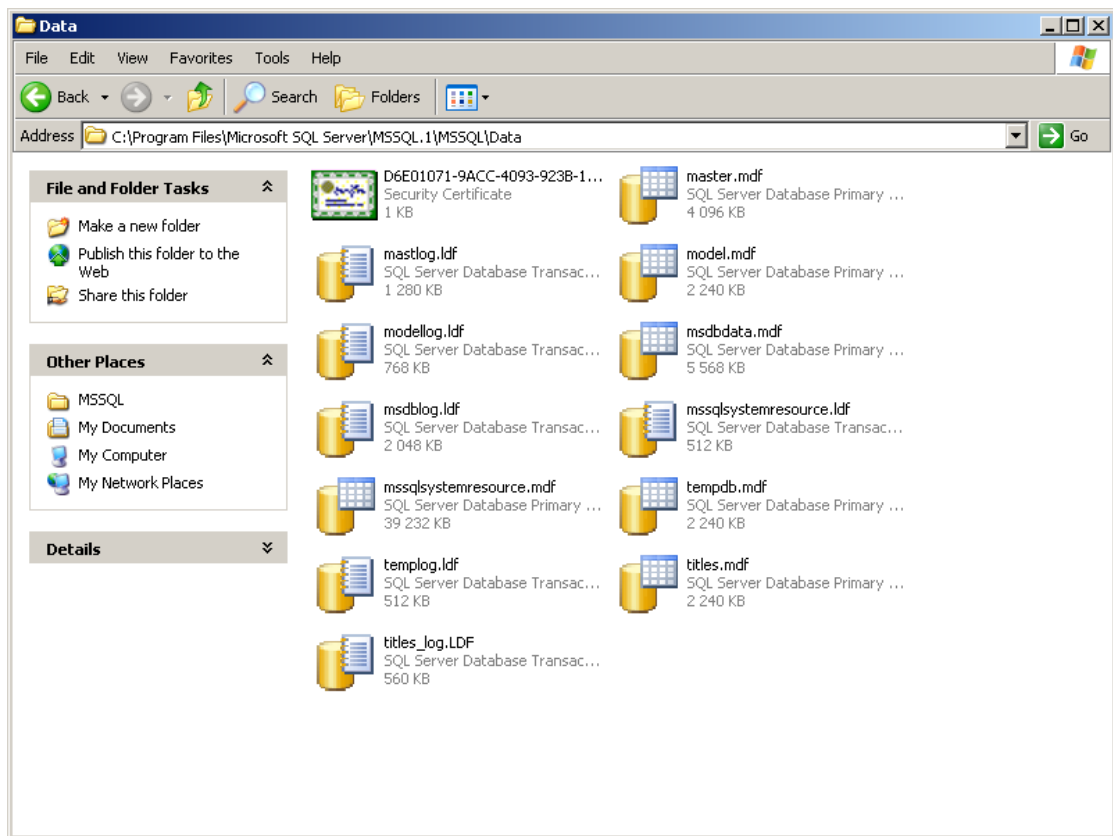 Data
File Edit View Favorites Tools Help
Back Search Folders
Address C:\Program Files\Microsoft SQL Server\MSSQL.1\MSSQL\Data Go
File and Folder Tasks
Make a new folder
Publish this folder to the
Web
Share this folder
Other Places
MSSQL
My Documents
My Computer
My Network Places
Details
D6E01071-9ACC-4093-923B-1...
Security Certificate
1 KB
master.mdf
SQL Server Database Primary ...
4 096 KB
mastlog.ldf
SQL Server Database Transac...
1 280 KB
model.mdf
SQL Server Database Primary ...
2 240 KB
modellog.ldf
SQL Server Database Transac...
768 KB
msdbdata.mdf
SQL Server Database Primary ...
5 568 KB
msdblog.ldf
SQL Server Database Transac...
2 048 KB
mssqlsystemresource.ldf
SQL Server Database Transac...
512 KB
mssqlsystemresource.mdf
SQL Server Database Primary ...
39 232 KB
tempdb.mdf
SQL Server Database Primary ...
2 240 KB
templog.ldf
SQL Server Database Transac...
512 KB
titles.mdf
SQL Server Database Primary ...
2 240 KB
titles_log.LDF
SQL Server Database Transac...
560 KB